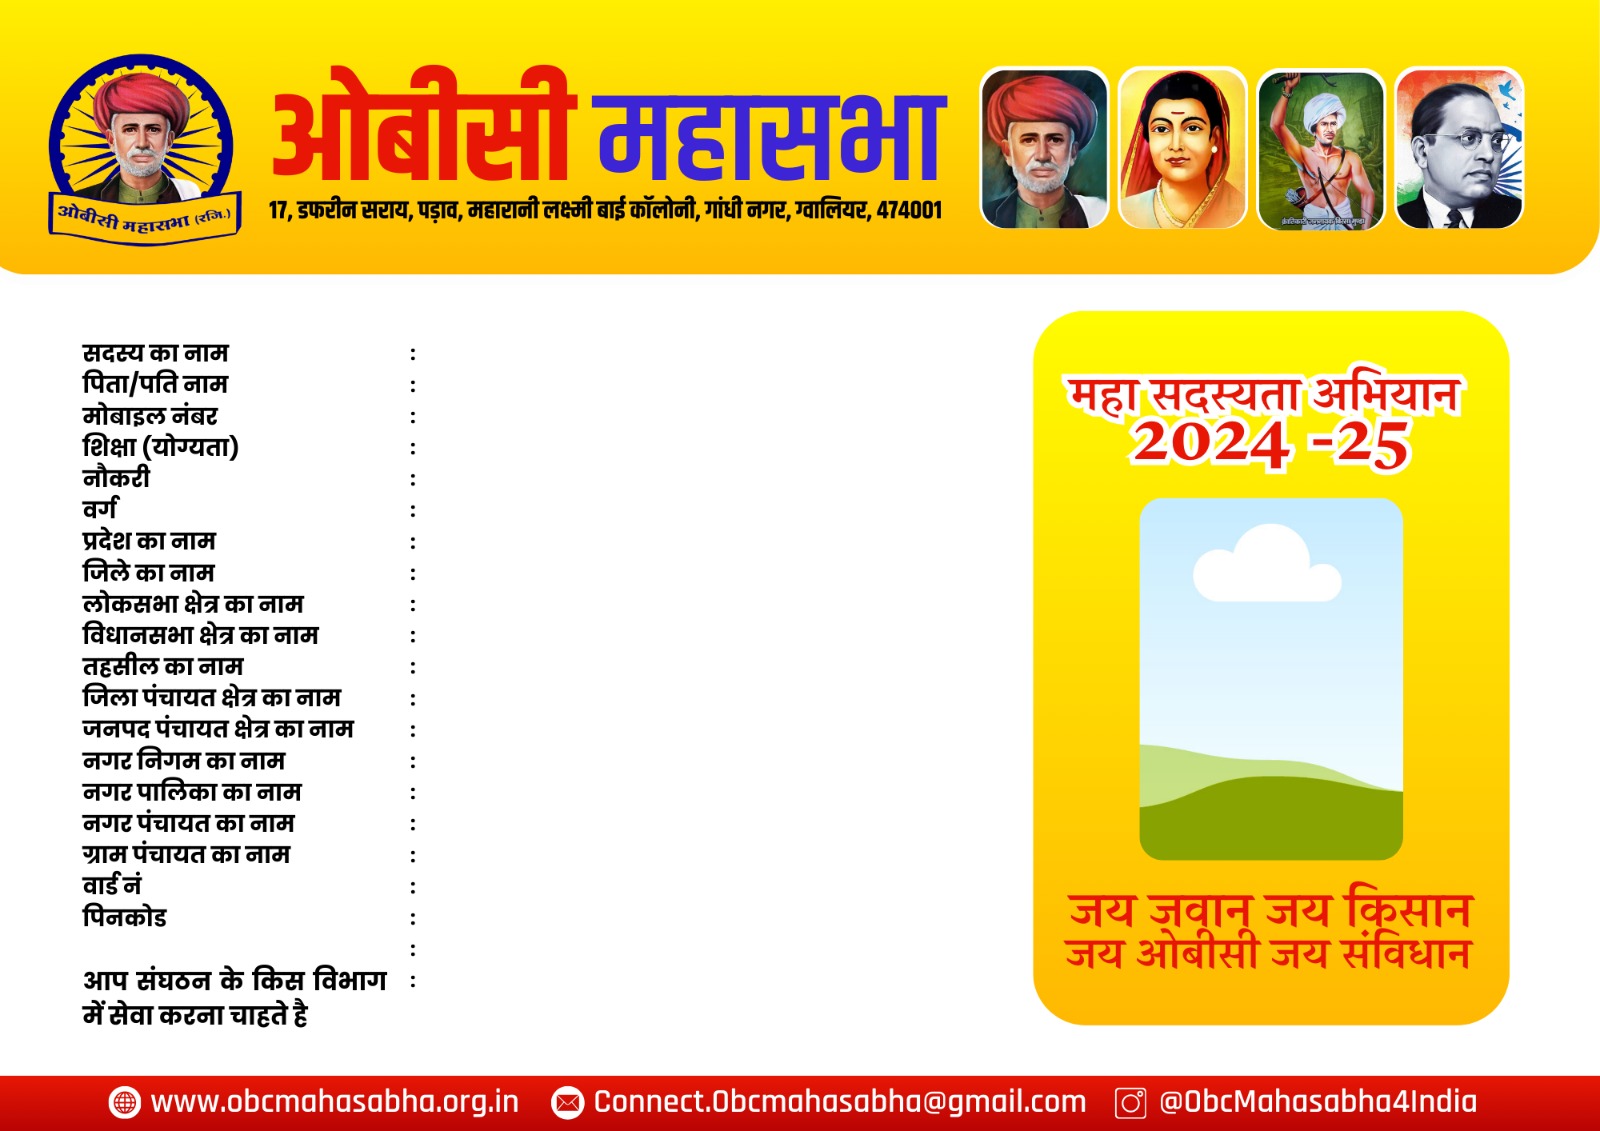 ओबीसी महासभा (रजि.)
ओबीसी महासभा
17, डफरीन सराय, पड़ाव, महारानी लक्ष्मी बाई कॉलोनी, गांधी नगर, ग्वालियर, 474001
सदस्य का नाम :
पिता/पति नाम :
मोबाइल नंबर :
शिक्षा (योग्यता) :
नौकरी :
वर्ग :
प्रदेश का नाम :
जिले का नाम :
लोकसभा क्षेत्र का नाम :
विधानसभा क्षेत्र का नाम :
तहसील का नाम :
जिला पंचायत क्षेत्र का नाम :
जनपद पंचायत क्षेत्र का नाम :
नगर निगम का नाम :
नगर पालिका का नाम :
नगर पंचायत का नाम :
ग्राम पंचायत का नाम :
वार्ड नं :
पिनकोड :
:
आप संघठन के किस विभाग :
में सेवा करना चाहते है
महा सदस्यता अभियान
2024 -25
जय जवान जय किसान
जय ओबीसी जय संविधान
www.obcmahasabha.org.in Connect.Obcmahasabha@gmail.com @ObcMahasabha4India